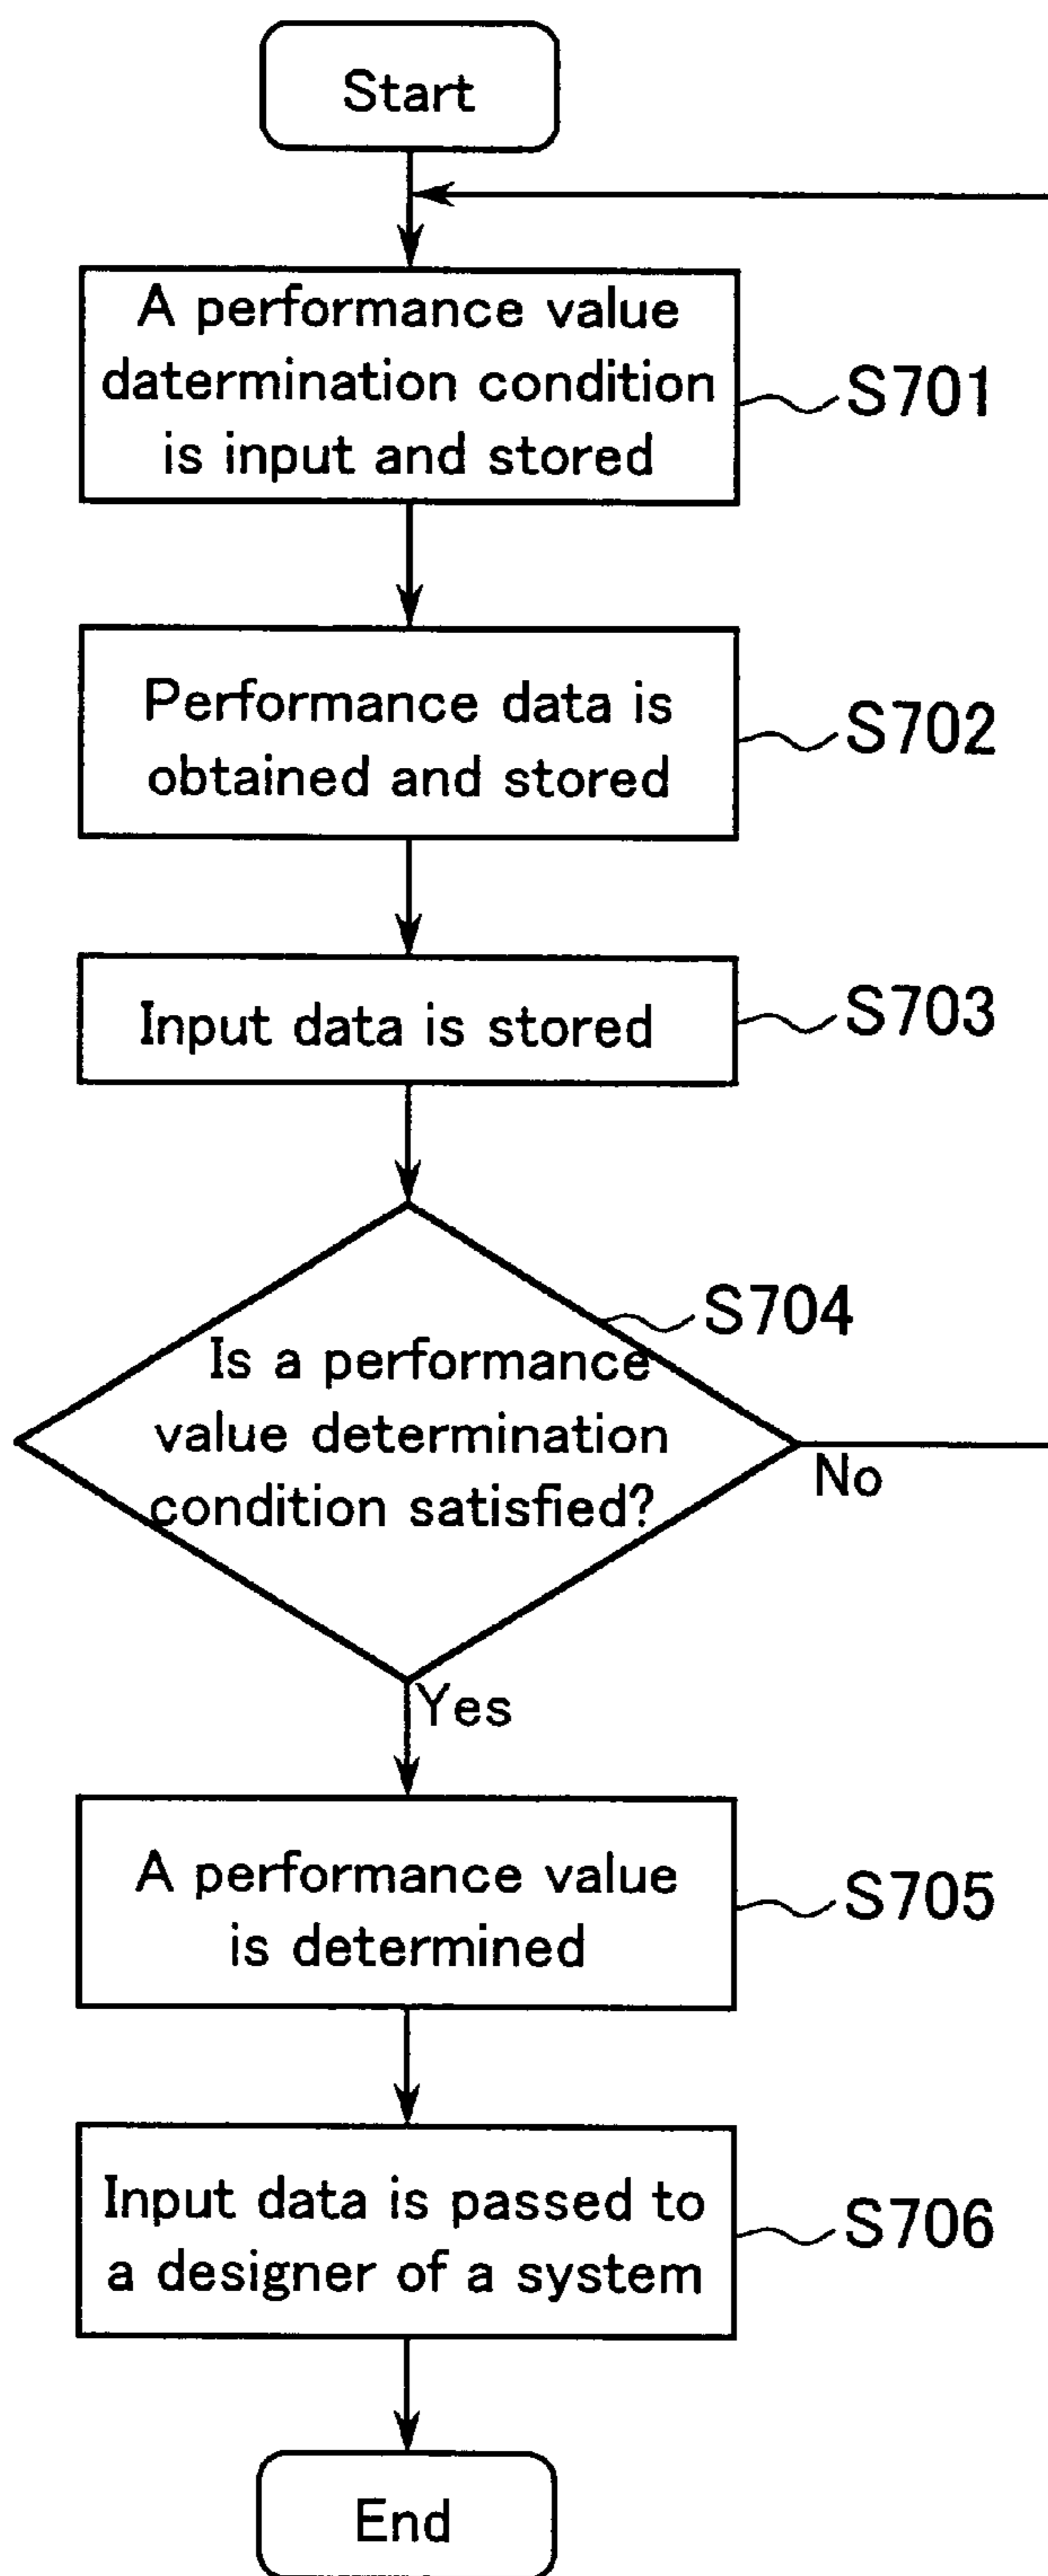 Start
A performance value
datermination condition
is input and stored
S701
Performance data is
obtained and stored
S702
Input data is stored
S703
S704
Is a performance
value determination
condition satisfied?
No
Yes
A performance value
is determined
S705
Input data is passed to
a designer of a system
S706
End